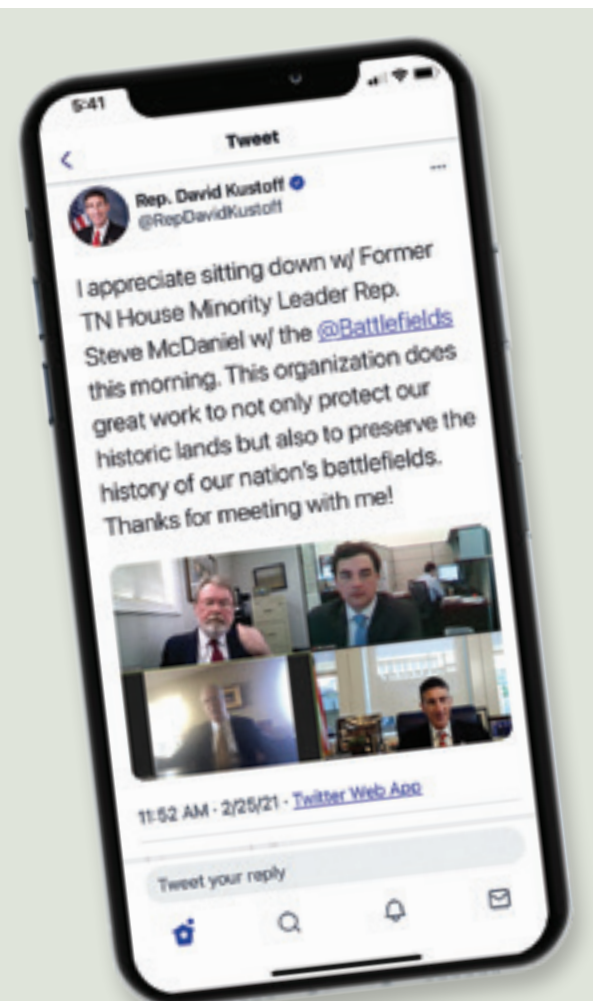 5:41
Tweet
Rep. David Kustoff
@RepDavidKustoff
I appreciate sitting down w/ Former
TN House Minority Leader Rep.
Steve McDaniel w/ the @Battlefields
this morning. This organization does
great work to not only protect our
historic lands but also to preserve the
history of our nation's battlefields.
Thanks for meeting with me!
11:52 AM · 2/25/21 · Twitter Web App
Tweet your reply